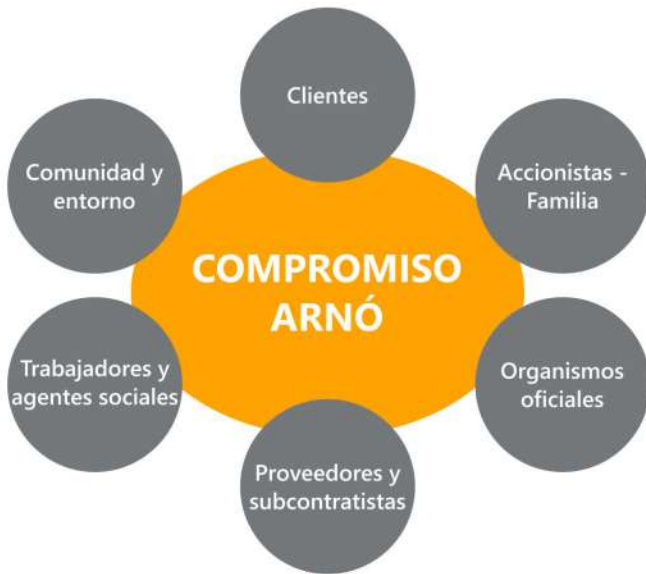 Clientes
Comunidad y
entorno
Accionistas -
Familia
COMPROMISO
ARNÓ
Trabajadores y
agentes sociales
Organismos
oficiales
Proveedores y
subcontratistas